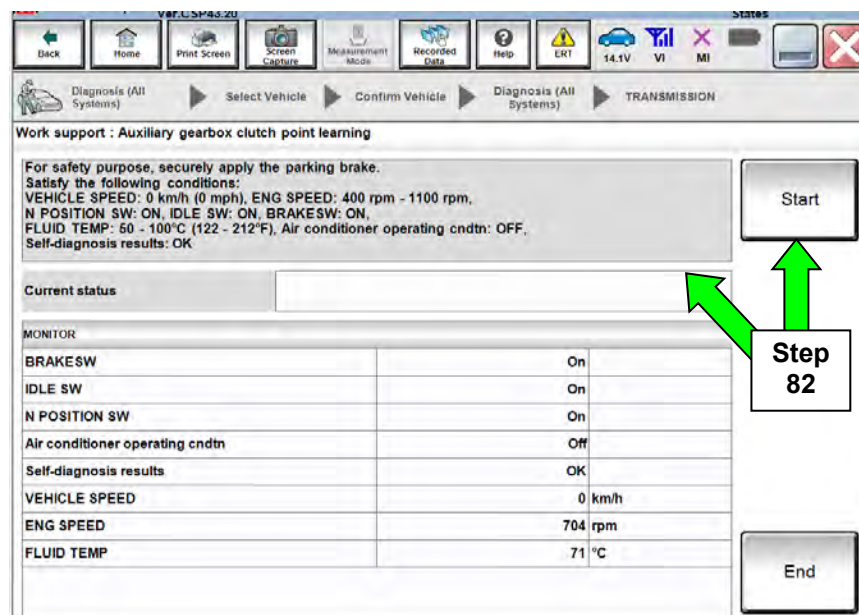 Ver.CSP43.20 States
Back Home Print Screen Screen Capture Measurement Mode Recorded Data Help ERT 14.1V VI MI
Diagnosis (All Systems) Select Vehicle Confirm Vehicle Diagnosis (All Systems) TRANSMISSION
Work support : Auxiliary gearbox clutch point learning
For safety purpose, securely apply the parking brake.
Satisfy the following conditions:
VEHICLE SPEED: 0 km/h (0 mph), ENG SPEED: 400 rpm - 1100 rpm,
N POSITION SW: ON, IDLE SW: ON, BRAKESW: ON,
FLUID TEMP: 50 - 100°C (122 - 212°F), Air conditioner operating cndtn: OFF,
Self-diagnosis results: OK
Start
Current status
Step
82
MONITOR
BRAKESW On
IDLE SW On
N POSITION SW On
Air conditioner operating cndtn Off
Self-diagnosis results OK
VEHICLE SPEED 0 km/h
ENG SPEED 704 rpm
FLUID TEMP 71 °C
End